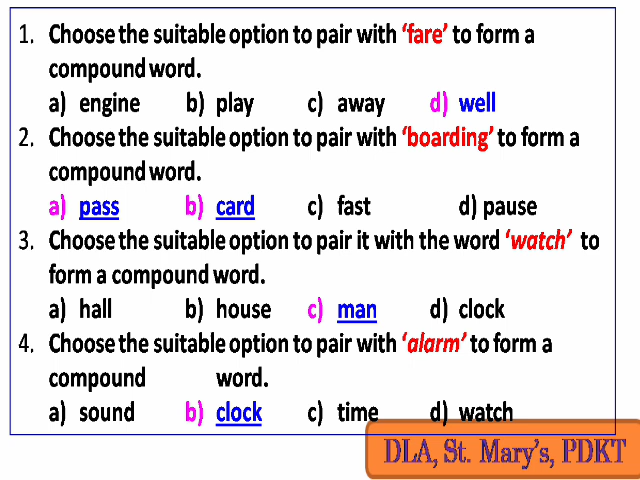 1. Choose the suitable option to pair with ‘fare’ to form a
compound word.
a) engine b) play c) away d) well
2. Choose the suitable option to pair with ‘boarding’ to form a
compound word.
a) pass b) card c) fast d) pause
3. Choose the suitable option to pair it with the word ‘watch’ to
form a compound word.
a) hall b) house c) man d) clock
4. Choose the suitable option to pair with ‘alarm’ to form a
compound word.
a) sound b) clock c) time d) watch
DLA, St. Mary’s, PDKT